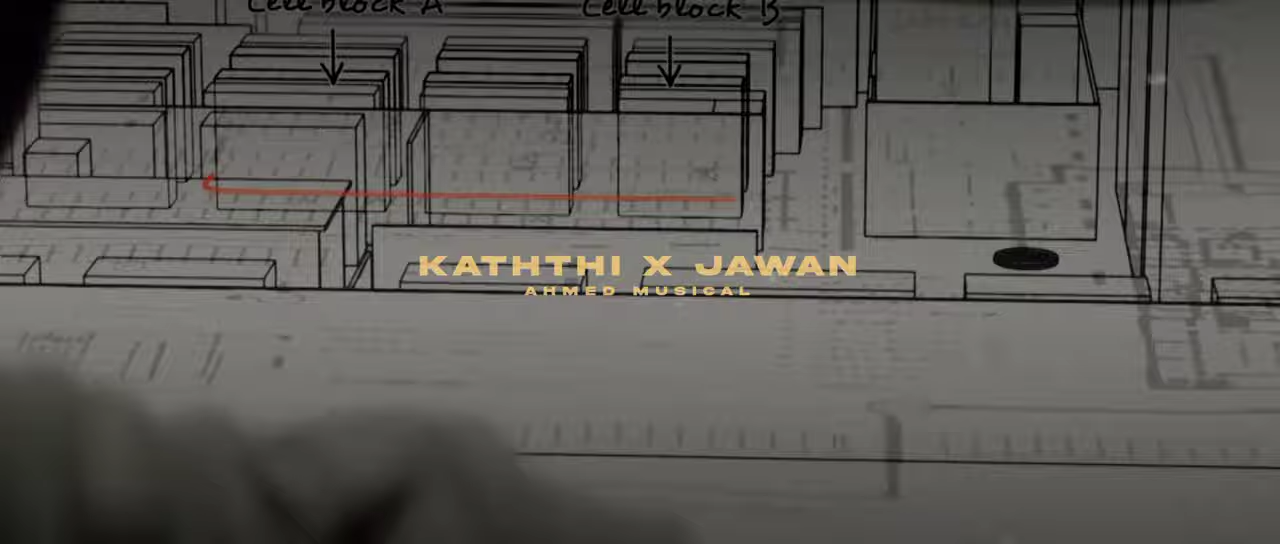 Cell block A
Cell block B
KATHTHI X JAWAN
AHMED MUSICAL